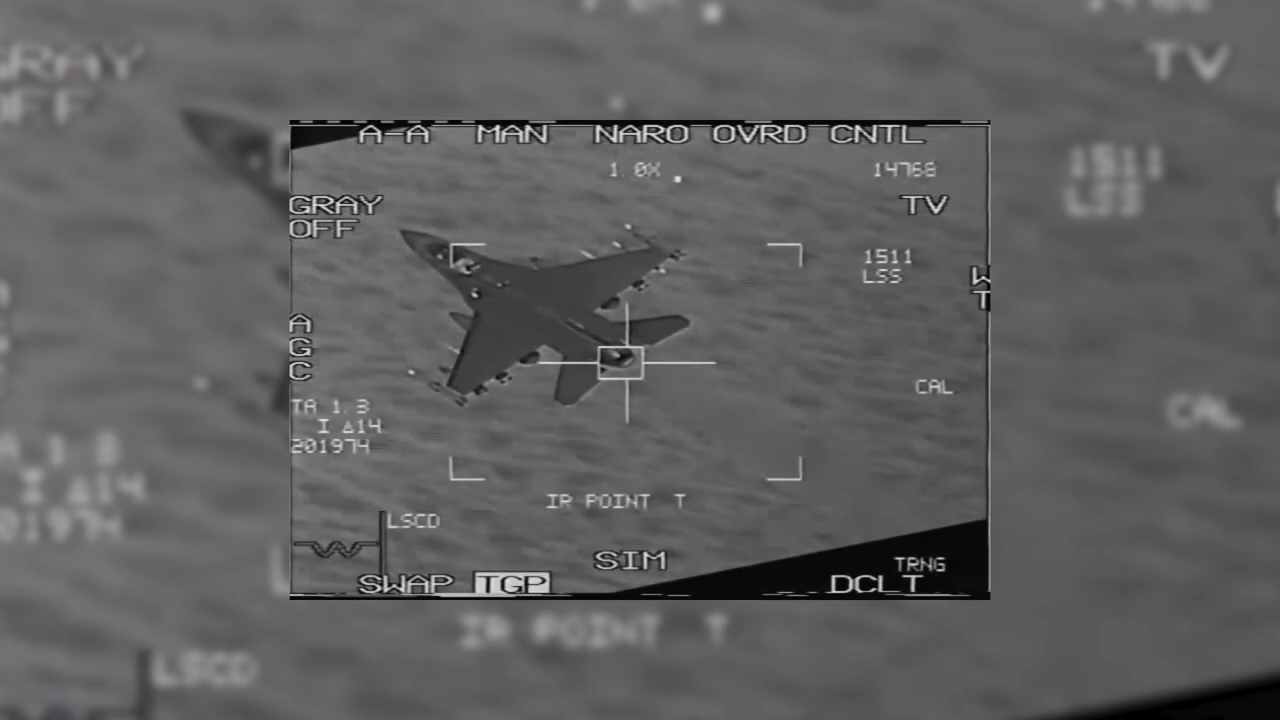 A-A MAN NARO OVRD CNTL
1.0X 14768
GRAY TV
OFF
1511
LSS
W
T
A
G
C
CAL
TA 1.3
I ∆14
201974
IR POINT T
LSCD
SIM
TRNG
SWAP TGP DCLT